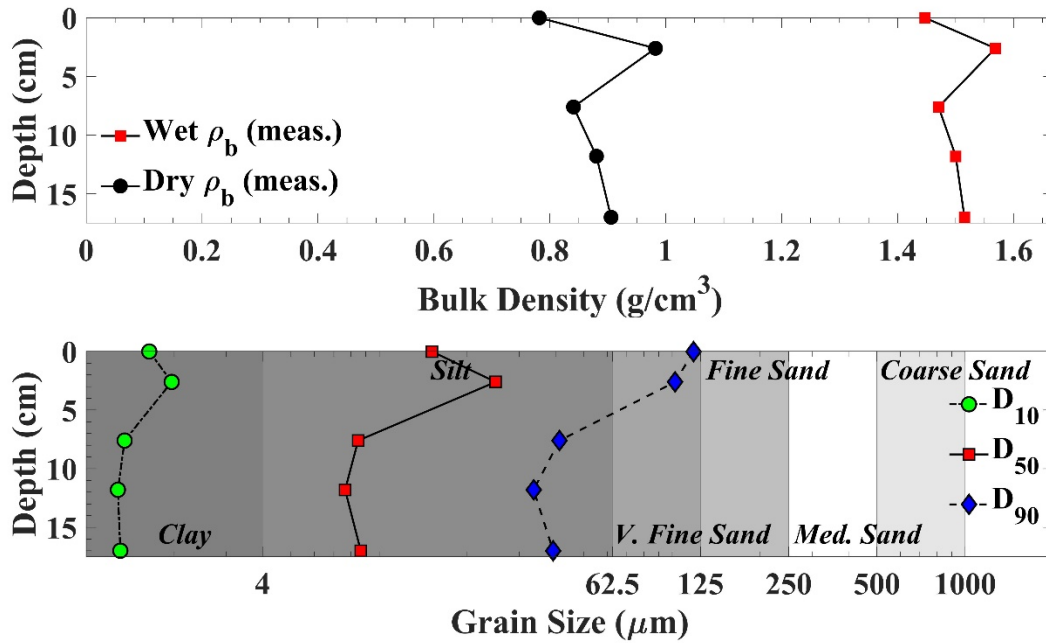 0
5
10
15
Depth (cm)
Wet ρb (meas.)
Dry ρb (meas.)
0 0.2 0.4 0.6 0.8 1 1.2 1.4 1.6
Bulk Density (g/cm3)
0
5
10
15
Depth (cm)
Silt Fine Sand Coarse Sand
D10
D50
D90
Clay V. Fine Sand Med. Sand
4 62.5 125 250 500 1000
Grain Size (μm)